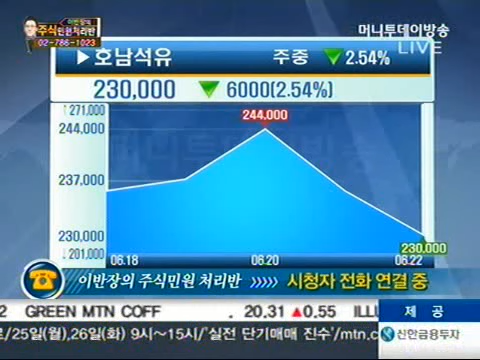 이반장의
주식민원처리반
02-786-1023
머니투데이방송
LIVE
▶호남석유 주중 ▼2.54%
230,000 ▼ 6000(2.54%)
↑271,000
244,000
237,000
230,000
↓201,000
244,000
230,000
06.18 06.20 06.22
이반장의 주식민원 처리반 》》》》 시청자 전화 연결 중
2 GREEN MTN COFF . 20.31 ▲0.55 ILLU
제 공
/25일(월),26일(화) 9시~15시/'실전 단기매매 진수'/mtn.c
신한금융투자